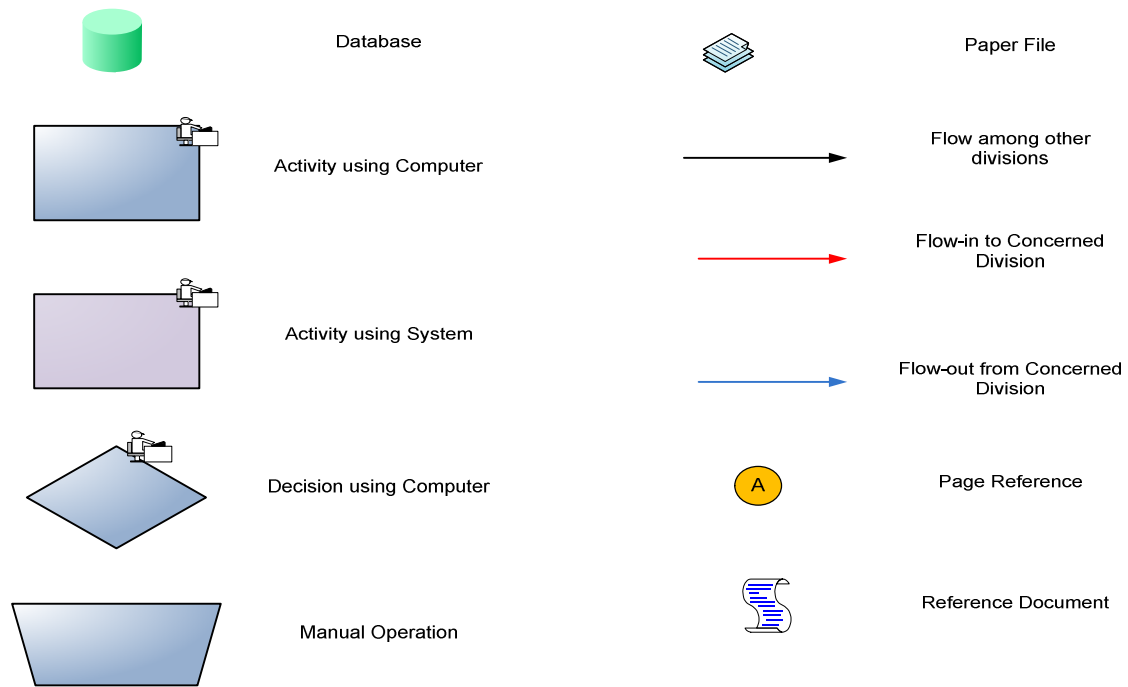 Database
Activity using Computer
Activity using System
Decision using Computer
Manual Operation
Paper File
Flow among other
divisions
Flow-in to Concerned
Division
Flow-out from Concerned
Division
A
Page Reference
Reference Document